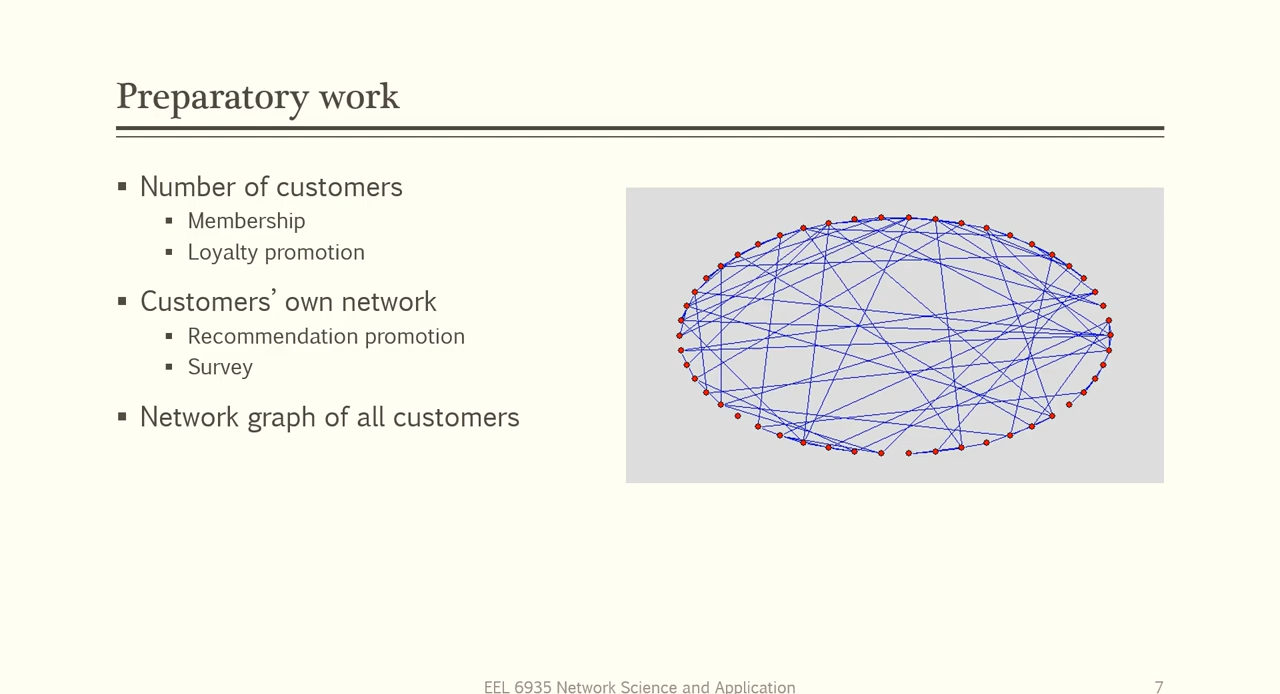 Preparatory work
▪ Number of customers
▪ Membership
▪ Loyalty promotion
▪ Customers’ own network
▪ Recommendation promotion
▪ Survey
▪ Network graph of all customers
EEL 6935 Network Science and Application
7